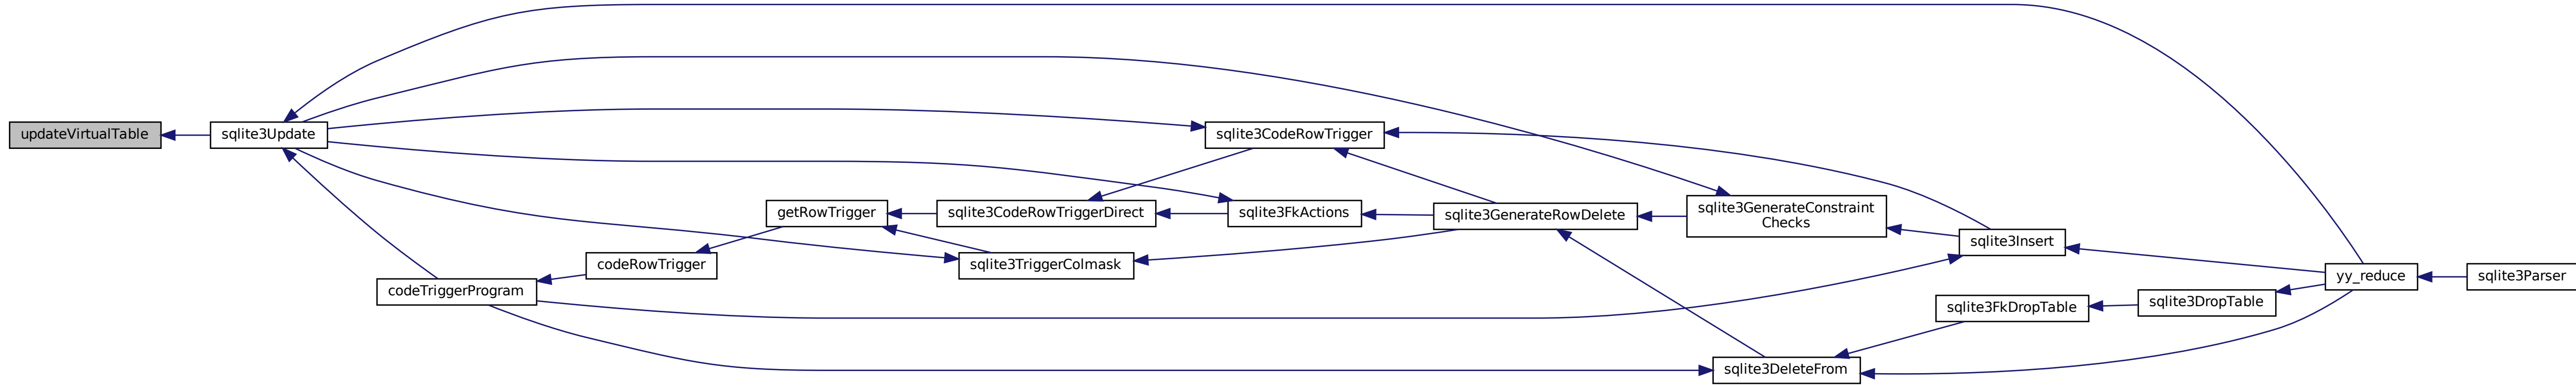 updateVirtualTable
sqlite3Update
sqlite3CodeRowTrigger
getRowTrigger
sqlite3CodeRowTriggerDirect
sqlite3FkActions
sqlite3GenerateRowDelete
sqlite3GenerateConstraint
Checks
sqlite3Insert
codeRowTrigger
sqlite3TriggerColmask
codeTriggerProgram
yy_reduce
sqlite3Parser
sqlite3FkDropTable
sqlite3DropTable
sqlite3DeleteFrom